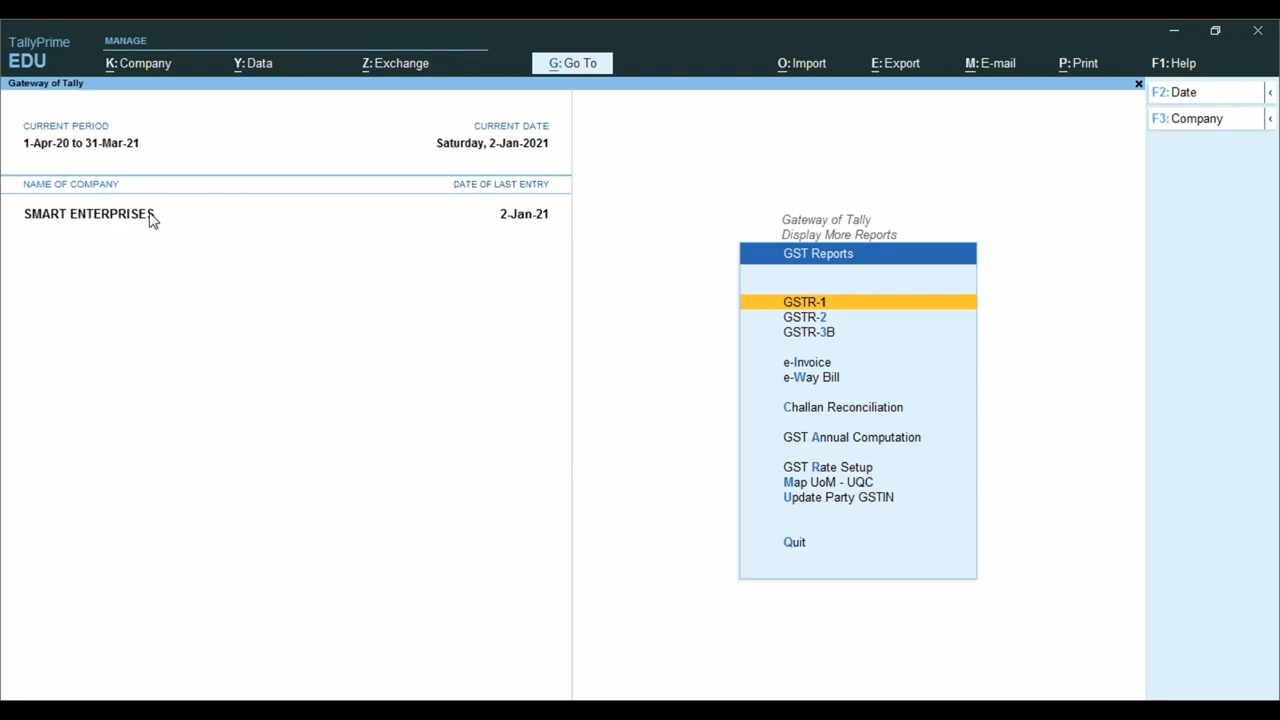 TallyPrime
EDU
MANAGE
K: Company
Y: Data
Z: Exchange
G: Go To
O: Import
E: Export
M: E-mail
P: Print
F1: Help
Gateway of Tally
F2: Date
F3: Company
CURRENT PERIOD
CURRENT DATE
1-Apr-20 to 31-Mar-21
Saturday, 2-Jan-2021
NAME OF COMPANY
DATE OF LAST ENTRY
SMART ENTERPRISES
2-Jan-21
Gateway of Tally
Display More Reports
GST Reports
GSTR-1
GSTR-2
GSTR-3B
e-Invoice
e-Way Bill
Challan Reconciliation
GST Annual Computation
GST Rate Setup
Map UoM - UQC
Update Party GSTIN
Quit